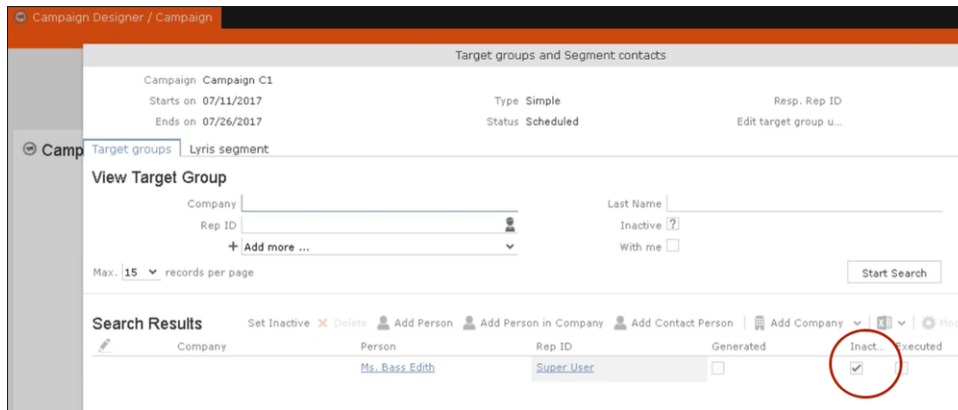 Campaign Designer / Campaign
Target groups and Segment contacts
Campaign Campaign C1
Starts on 07/11/2017 Type Simple Resp. Rep ID
Ends on 07/26/2017 Status Scheduled Edit target group u...
Camp Target groups Lyris segment
View Target Group
Company Last Name
Rep ID Inactive ?
+ Add more ... With me
Max. 15 records per page Start Search
Search Results Set Inactive Delete Add Person Add Person in Company Add Contact Person Add Company Mo
Company Person Rep ID Generated Inact... Executed
Ms. Bass Edith Super User